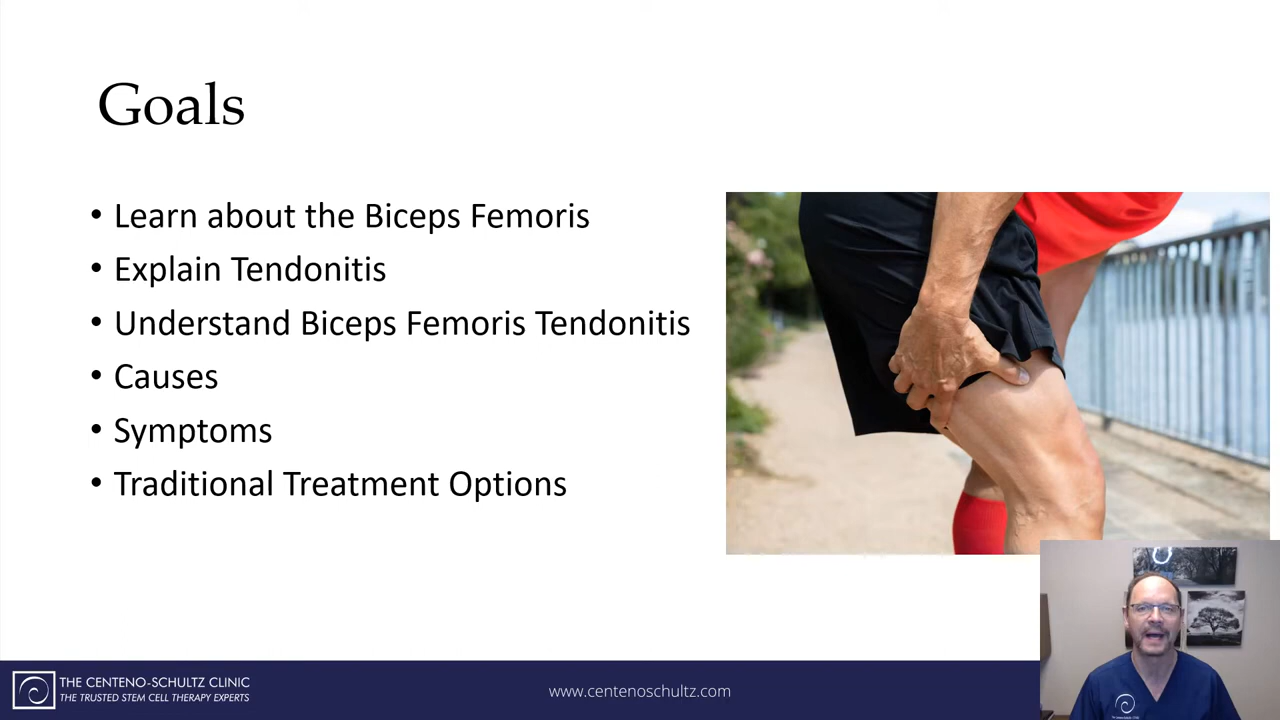 Goals
• Learn about the Biceps Femoris
• Explain Tendonitis
• Understand Biceps Femoris Tendonitis
• Causes
• Symptoms
• Traditional Treatment Options
THE CENTENO-SCHULTZ CLINIC
THE TRUSTED STEM CELL THERAPY EXPERTS
www.centenoschultz.com